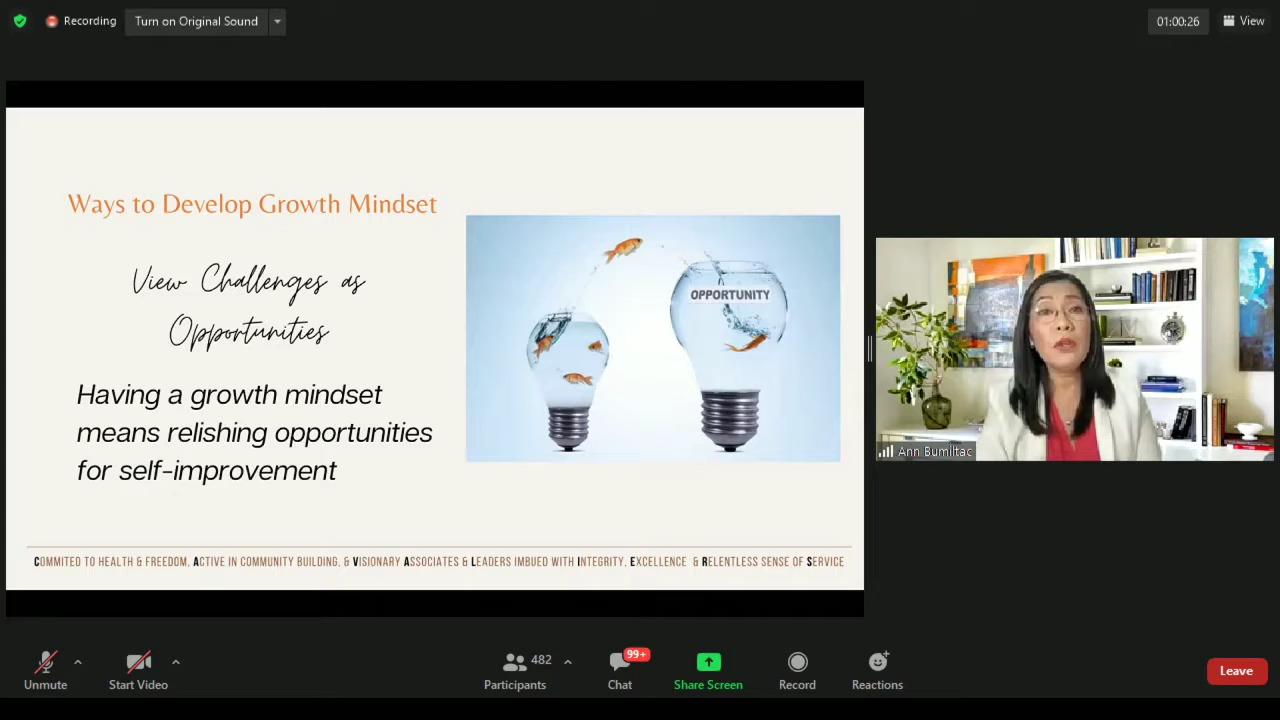 Recording
Turn on Original Sound
01:00:26
View
Ways to Develop Growth Mindset
View Challenges as
Opportunities
Having a growth mindset
means relishing opportunities
for self-improvement
OPPORTUNITY
COMMITED TO HEALTH & FREEDOM, ACTIVE IN COMMUNITY BUILDING, & VISIONARY ASSOCIATES & LEADERS IMBUED WITH INTEGRITY, EXCELLENCE & RELENTLESS SENSE OF SERVICE
Ann Bumiltac
Unmute
Start Video
482
Participants
99+
Chat
Share Screen
Record
Reactions
Leave